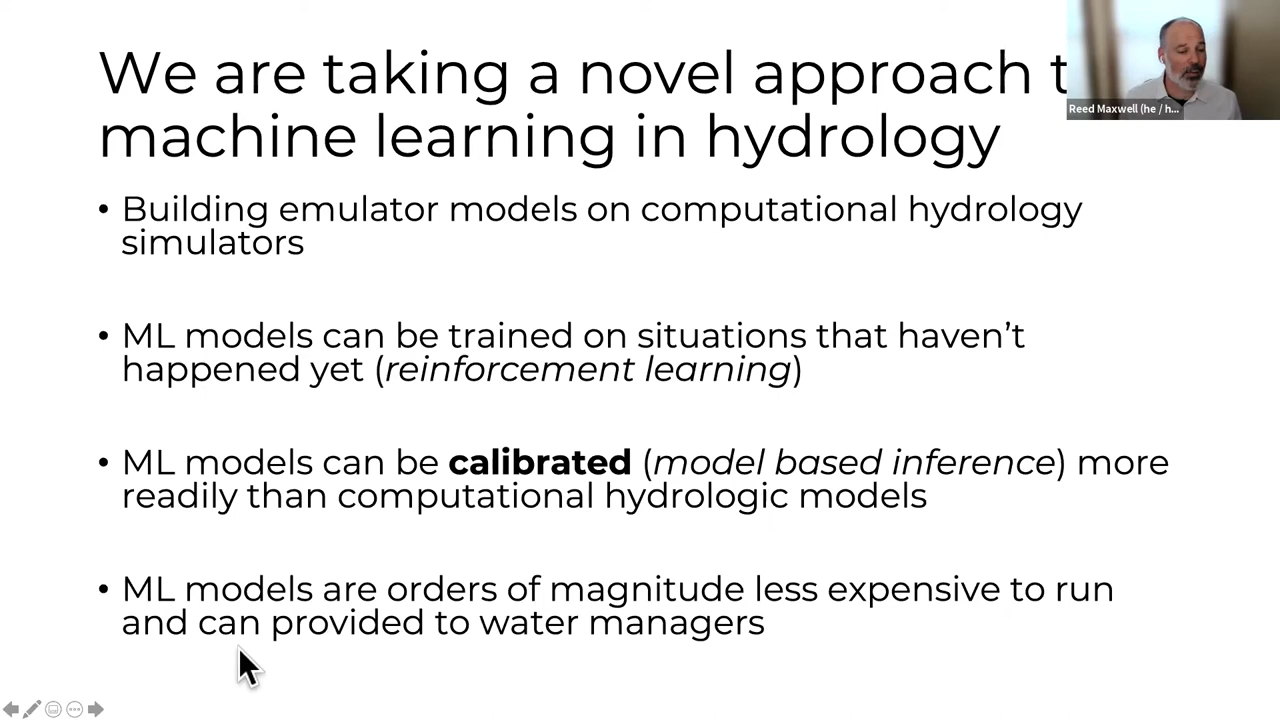 We are taking a novel approach t
machine learning in hydrology
Reed Maxwell (he / h...
• Building emulator models on computational hydrology
simulators
• ML models can be trained on situations that haven’t
happened yet (reinforcement learning)
• ML models can be calibrated (model based inference) more
readily than computational hydrologic models
• ML models are orders of magnitude less expensive to run
and can provided to water managers